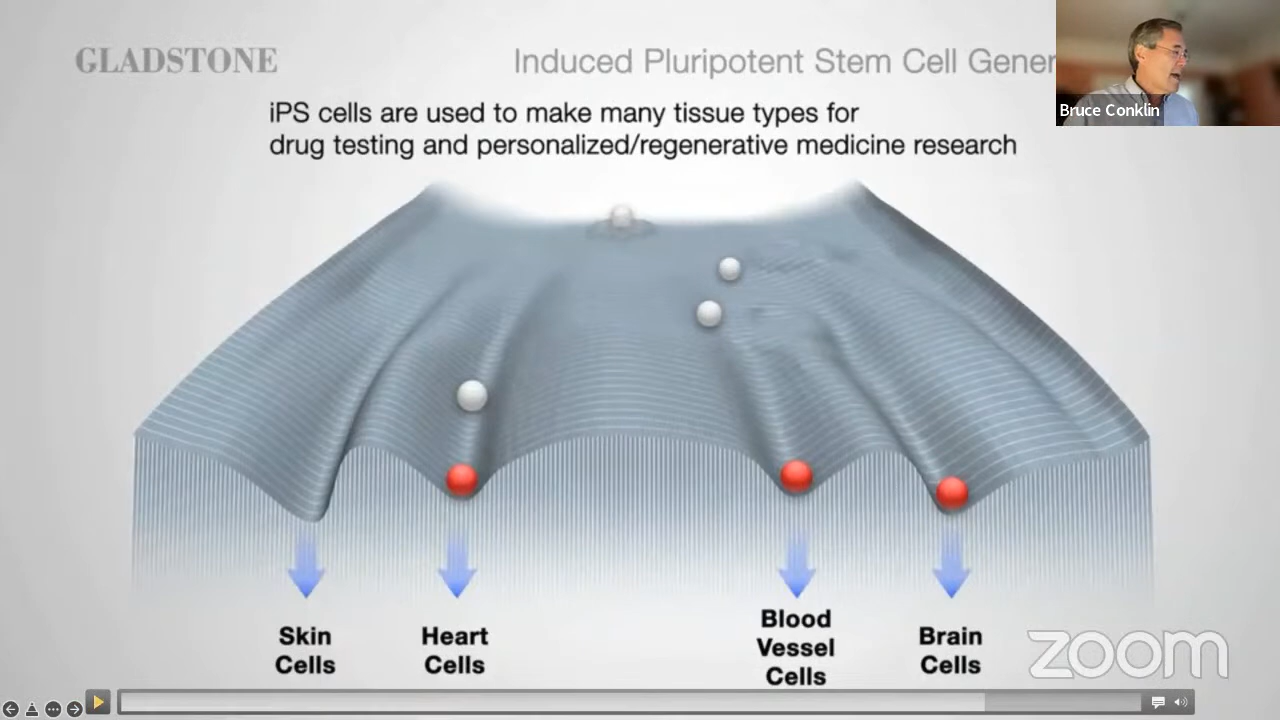 GLADSTONE
Induced Pluripotent Stem Cell Gener
Bruce Conklin
iPS cells are used to make many tissue types for
drug testing and personalized/regenerative medicine research
Skin
Cells
Heart
Cells
Blood
Vessel
Cells
Brain
Cells
zoom